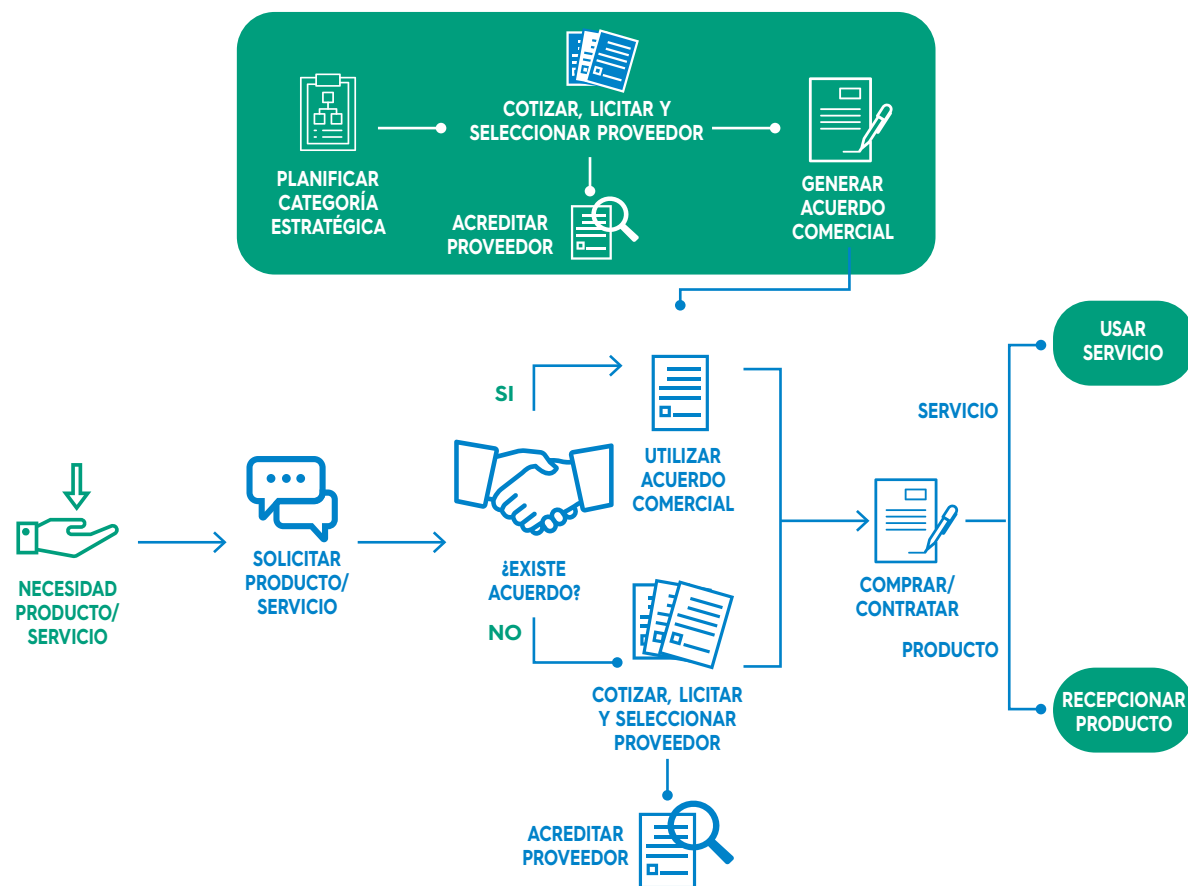 COTIZAR, LICITAR Y
SELECCIONAR PROVEEDOR
PLANIFICAR
CATEGORÍA
ESTRATÉGICA
ACREDITAR
PROVEEDOR
GENERAR
ACUERDO
COMERCIAL
USAR
SERVICIO
SI
SERVICIO
UTILIZAR
ACUERDO
COMERCIAL
NECESIDAD
PRODUCTO/
SERVICIO
SOLICITAR
PRODUCTO/
SERVICIO
¿EXISTE
ACUERDO?
NO
COMPRAR/
CONTRATAR
PRODUCTO
RECEPCIONAR
PRODUCTO
COTIZAR, LICITAR
Y SELECCIONAR
PROVEEDOR
ACREDITAR
PROVEEDOR